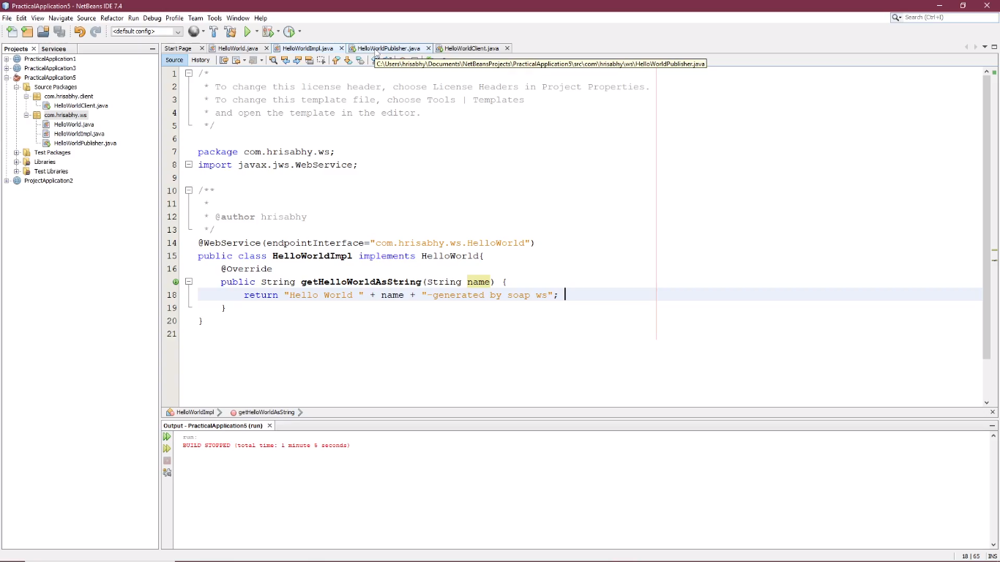 PracticalApplication5 - NetBeans IDE 7.4
File Edit View Navigate Source Refactor Run Debug Profile Team Tools Window Help
Search (Ctrl+I)
<default config>
Projects Services
Start Page HelloWorld.java HelloWorldImpl.java HelloWorldPublisher.java HelloWorldClient.java
Source History
C:\Users\hrisabhy\Documents\NetBeansProjects\PracticalApplication5\src\com\hrisabhy\ws\HelloWorldPublisher.java
PracticalApplication1
PracticalApplication3
PracticalApplication5
Source Packages
com.hrisabhy.client
HelloWorldClient.java
com.hrisabhy.ws
HelloWorld.java
HelloWorldImpl.java
HelloWorldPublisher.java
Test Packages
Libraries
Test Libraries
ProjectApplication2
1 /*
2 * To change this license header, choose License Headers in Project Properties.
3 * To change this template file, choose Tools | Templates
4 * and open the template in the editor.
5 */
6
7 package com.hrisabhy.ws;
8 import javax.jws.WebService;
9
10 /**
11 *
12 * @author hrisabhy
13 */
14 @WebService(endpointInterface="com.hrisabhy.ws.HelloWorld")
15 public class HelloWorldImpl implements HelloWorld{
16 @Override
17 public String getHelloWorldAsString(String name) {
18 return "Hello World " + name + "-generated by soap ws";
19 }
20 }
21
HelloWorldImpl getHelloWorldAsString
Output - PracticalApplication5 (run)
run:
BUILD STOPPED (total time: 1 minute 5 seconds)
18 | 65 INS